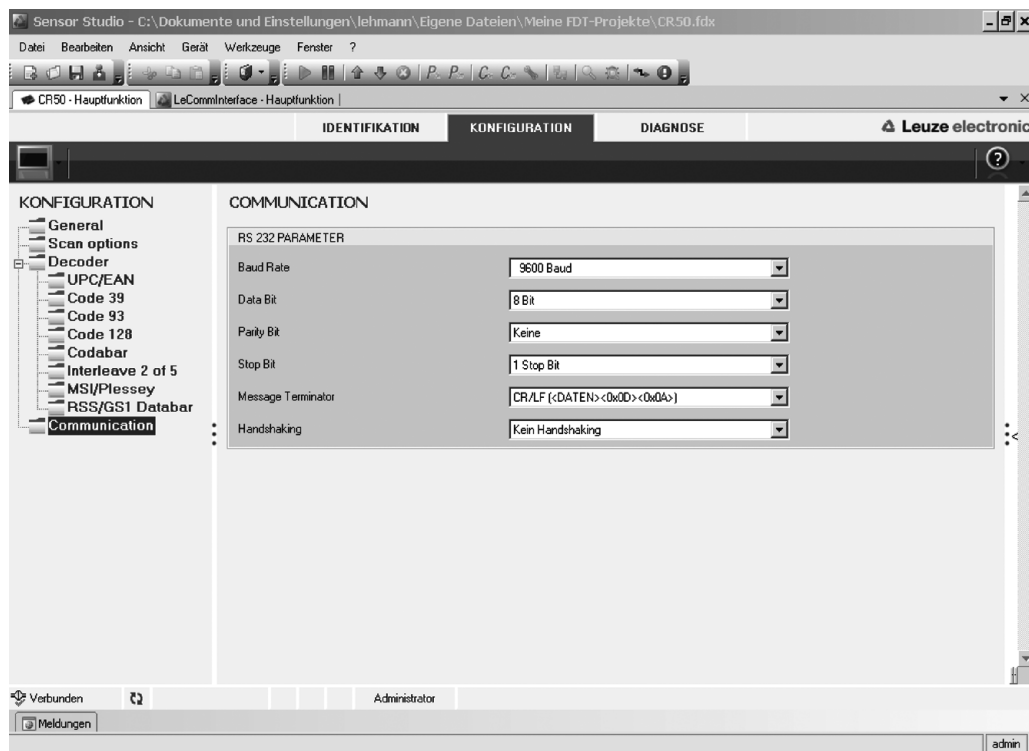 Sensor Studio - C:\Dokumente und Einstellungen\lehmann\Eigene Dateien\Meine FDT-Projekte\CR50.fdx
Datei Bearbeiten Ansicht Gerät Werkzeuge Fenster ?
CR50 - Hauptfunktion LeCommInterface - Hauptfunktion
IDENTIFIKATION KONFIGURATION DIAGNOSE Leuze electronic
KONFIGURATION
General
Scan options
Decoder
UPC/EAN
Code 39
Code 93
Code 128
Codabar
Interleave 2 of 5
MSI/Plessey
RSS/GS1 Databar
Communication
COMMUNICATION
RS 232 PARAMETER
Baud Rate 9600 Baud
Data Bit 8 Bit
Parity Bit Keine
Stop Bit 1 Stop Bit
Message Terminator CR/LF (<DATEN><0x0D><0x0A>)
Handshaking Kein Handshaking
Verbunden Administrator
Meldungen
admin